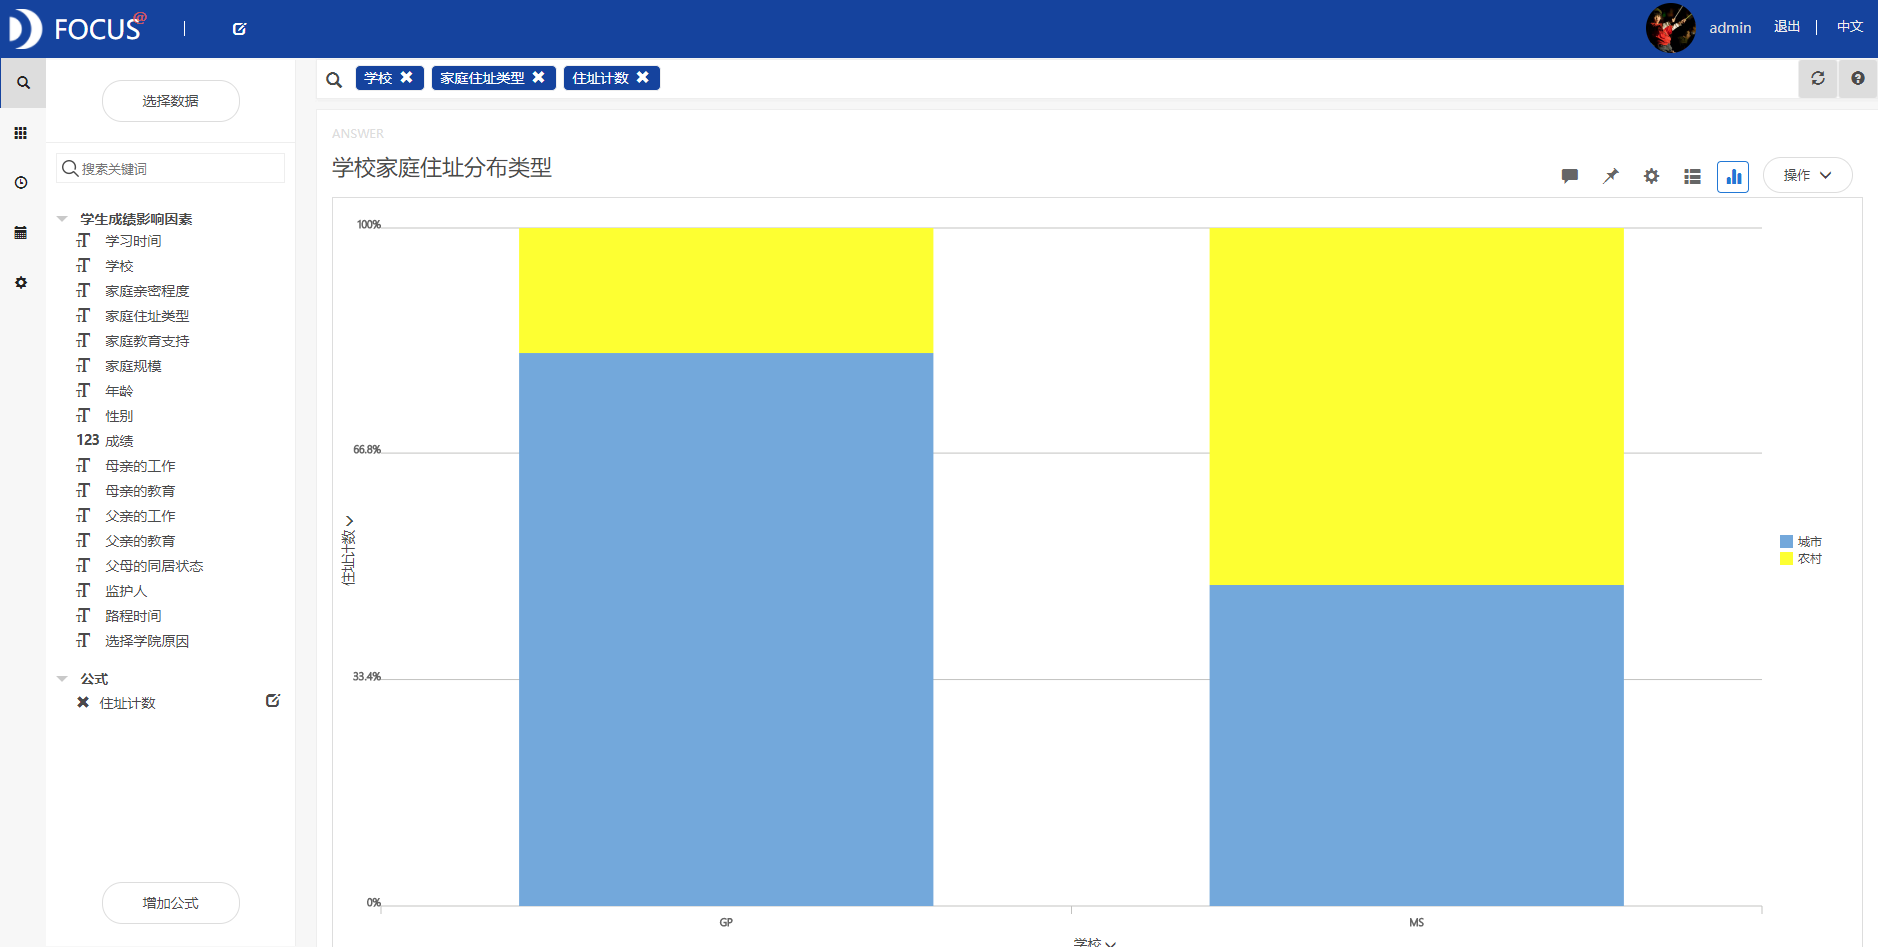 FOCUS@
admin 退出 | 中文
选择数据
搜索关键词
学生成绩影响因素
学习时间
学校
家庭亲密程度
家庭住址类型
家庭教育支持
家庭规模
年龄
性别
123 成绩
母亲的工作
母亲的教育
父亲的工作
父亲的教育
父母的同居状态
监护人
路程时间
选择学院原因
公式
住址计数
增加公式
学校 家庭住址类型 住址计数
ANSWER
学校家庭住址分布类型
操作
100%
66.8%
33.4%
0%
住址计数
GP MS
学校
城市
农村